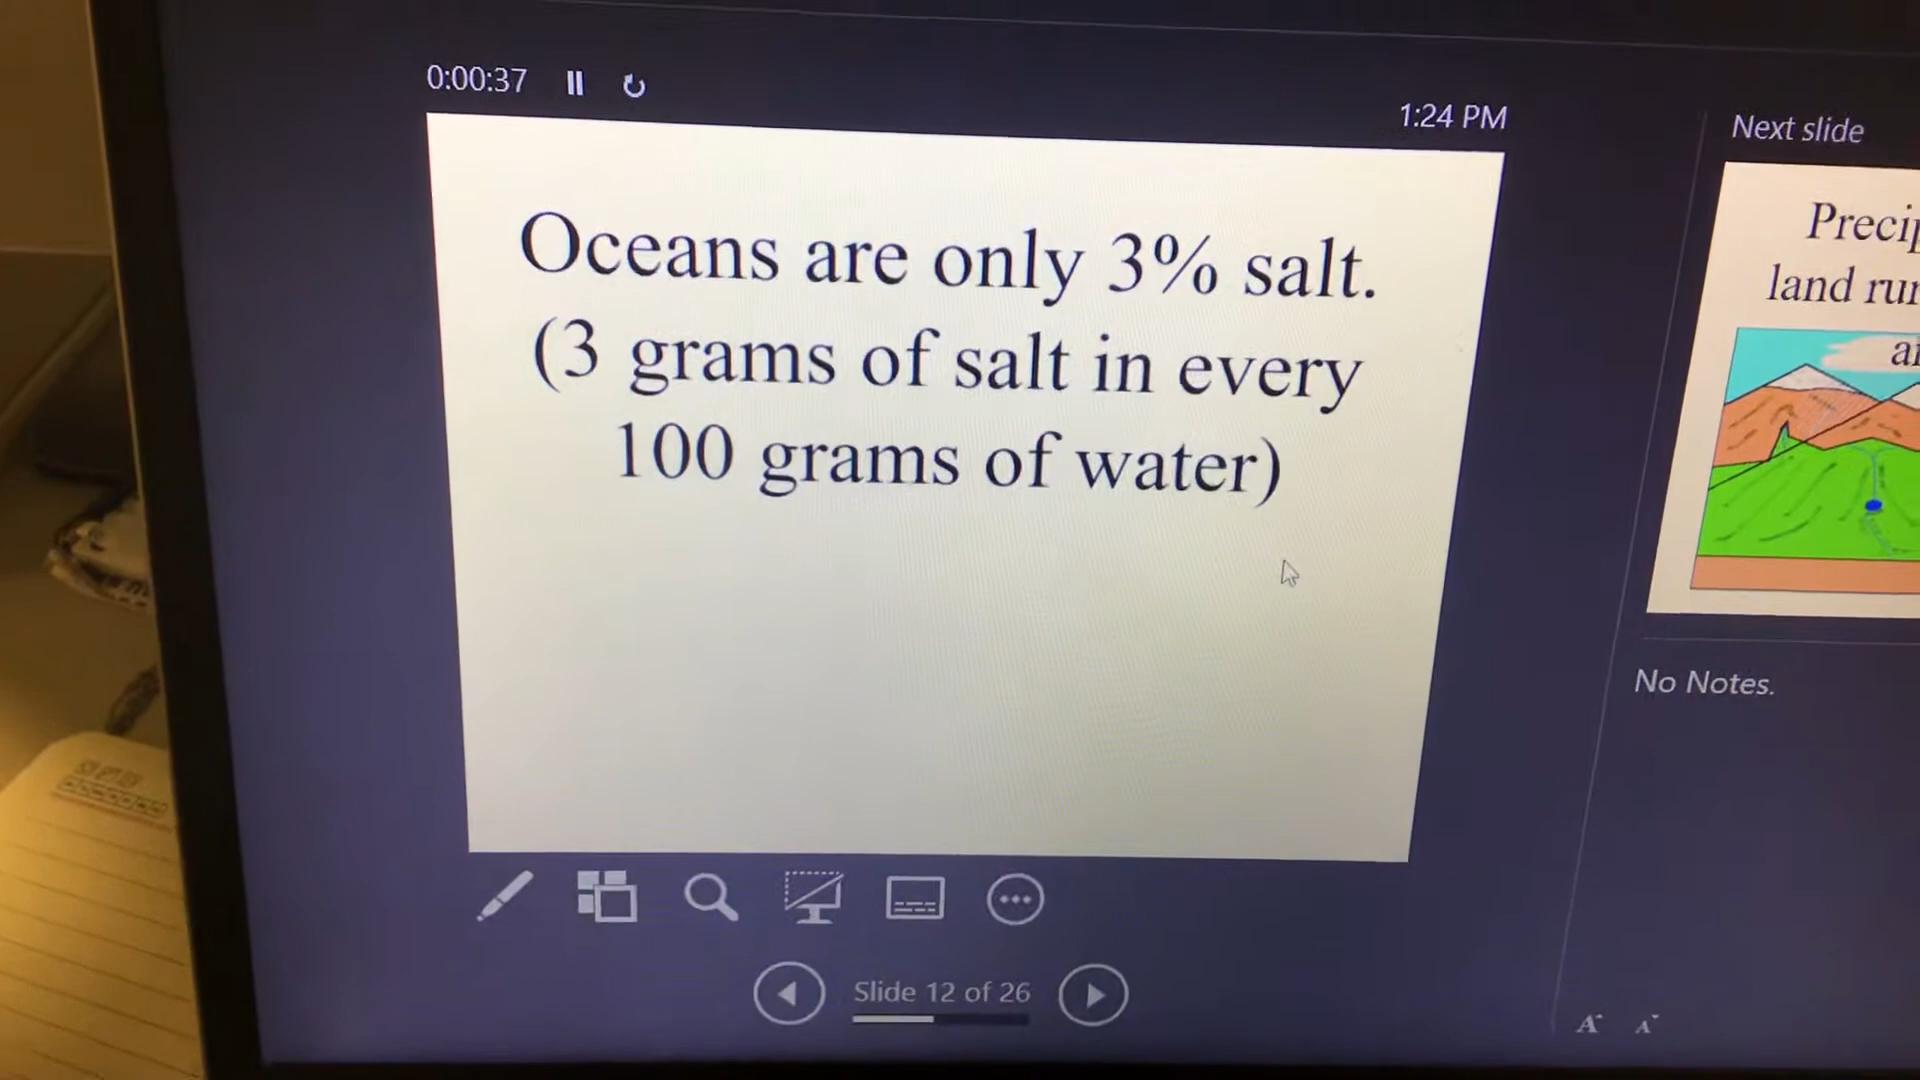 0:00:37
1:24 PM
Oceans are only 3% salt.
(3 grams of salt in every
100 grams of water)
Slide 12 of 26
Next slide
land
No Notes.
A A